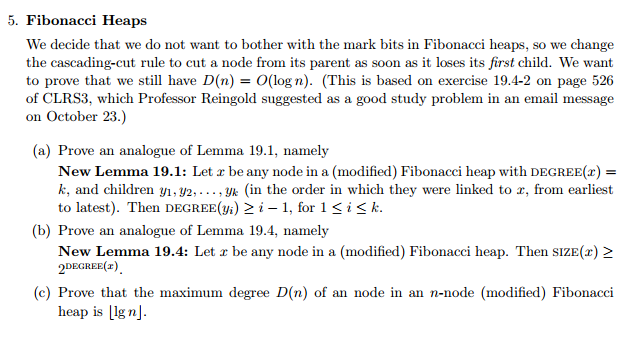 5. Fibonacci Heaps
We decide that we do not want to bother with the mark bits in Fibonacci heaps, so we change
the cascading-cut rule to cut a node from its parent as soon as it loses its first child. We want
to prove that we still have D(n) = O(log n). (This is based on exercise 19.4-2 on page 526
of CLRS3, which Professor Reingold suggested as a good study problem in an email message
on October 23.)
(a) Prove an analogue of Lemma 19.1, namely
New Lemma 19.1: Let x be any node in a (modified) Fibonacci heap with DEGREE(x) =
k, and children y₁, y₂, . . . , yₖ (in the order in which they were linked to x, from earliest
to latest). Then DEGREE(yᵢ) ≥ i − 1, for 1 ≤ i ≤ k.
(b) Prove an analogue of Lemma 19.4, namely
New Lemma 19.4: Let x be any node in a (modified) Fibonacci heap. Then SIZE(x) ≥
2^DEGREE(x).
(c) Prove that the maximum degree D(n) of an node in an n-node (modified) Fibonacci
heap is ⌊lg n⌋.